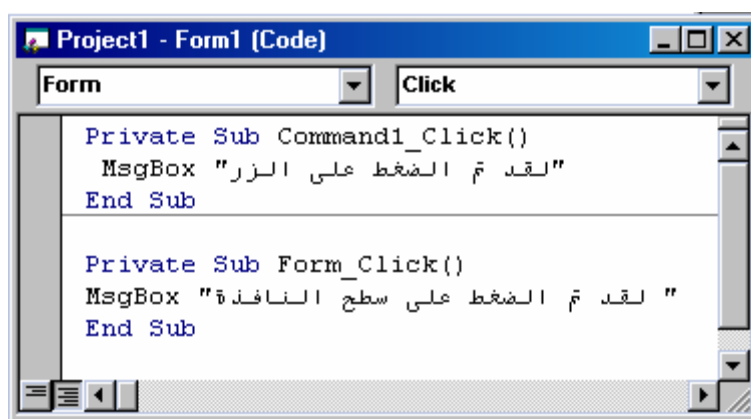 Project1 - Form1 (Code)
Form
Click
Private Sub Command1_Click()
MsgBox "لقد تم الضغط على الزر"
End Sub
Private Sub Form_Click()
MsgBox "لقد تم الضغط على سطح النافذة "
End Sub